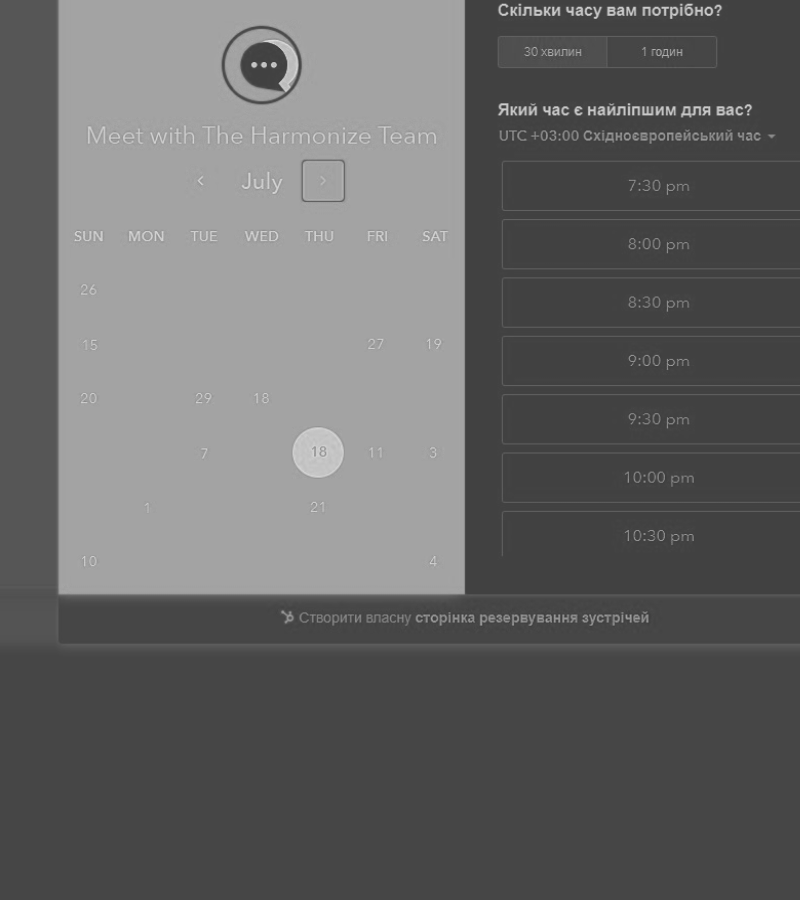 Meet with The Harmonize Team
July
SUN MON TUE WED THU FRI SAT
26
15 27 19
20 29 18
7 18 11 3
1 21
10 4
Скільки часу вам потрібно?
30 хвилин 1 годин
Який час є найліпшим для вас?
UTC +03:00 Східноєвропейський час
7:30 pm
8:00 pm
8:30 pm
9:00 pm
9:30 pm
10:00 pm
10:30 pm
Створити власну сторінка резервування зустрічей